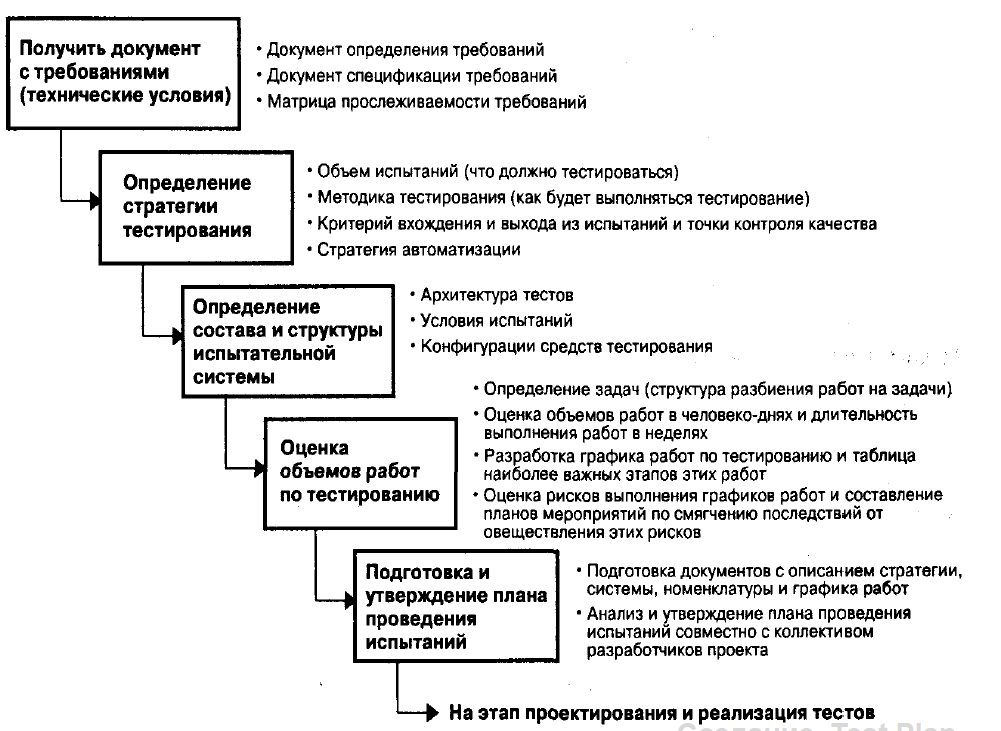 Получить документ
с требованиями
(технические условия)
• Документ определения требований
• Документ спецификации требований
• Матрица прослеживаемости требований
Определение
стратегии
тестирования
• Объем испытаний (что должно тестироваться)
• Методика тестирования (как будет выполняться тестирование)
• Критерий вхождения и выхода из испытаний и точки контроля качества
• Стратегия автоматизации
Определение
состава и структуры
испытательной
системы
• Архитектура тестов
• Условия испытаний
• Конфигурации средств тестирования
Оценка
объемов работ
по тестированию
• Определение задач (структура разбиения работ на задачи)
• Оценка объемов работ в человеко-днях и длительность
выполнения работ в неделях
• Разработка графика работ по тестированию и таблица
наиболее важных этапов этих работ
• Оценка рисков выполнения графиков работ и составление
планов мероприятий по смягчению последствий от
овеществления этих рисков
Подготовка и
утверждение плана
проведения
испытаний
• Подготовка документов с описанием стратегии,
системы, номенклатуры и графика работ
• Анализ и утверждение плана проведения
испытаний совместно с коллективом
разработчиков проекта
На этап проектирования и реализация тестов